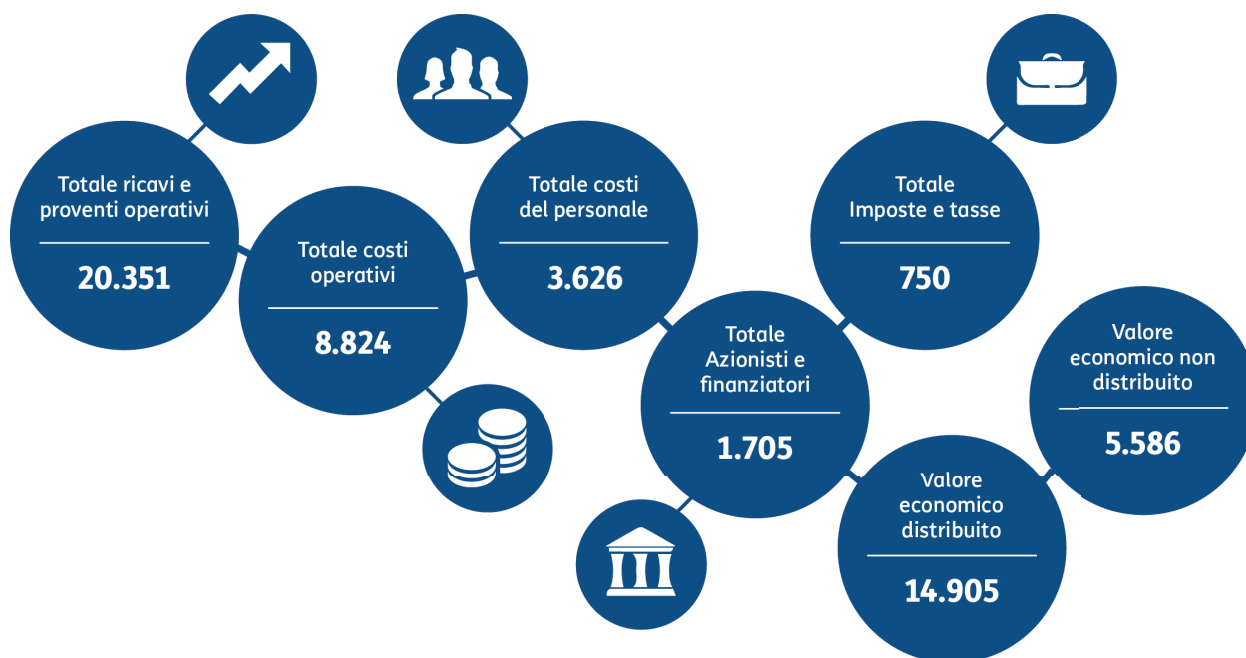 Totale ricavi e
proventi operativi
20.351
Totale costi
operativi
8.824
Totale costi
del personale
3.626
Totale
Azionisti e
finanziatori
1.705
Totale
Imposte e tasse
750
Valore
economico
distribuito
14.905
Valore
economico non
distribuito
5.586